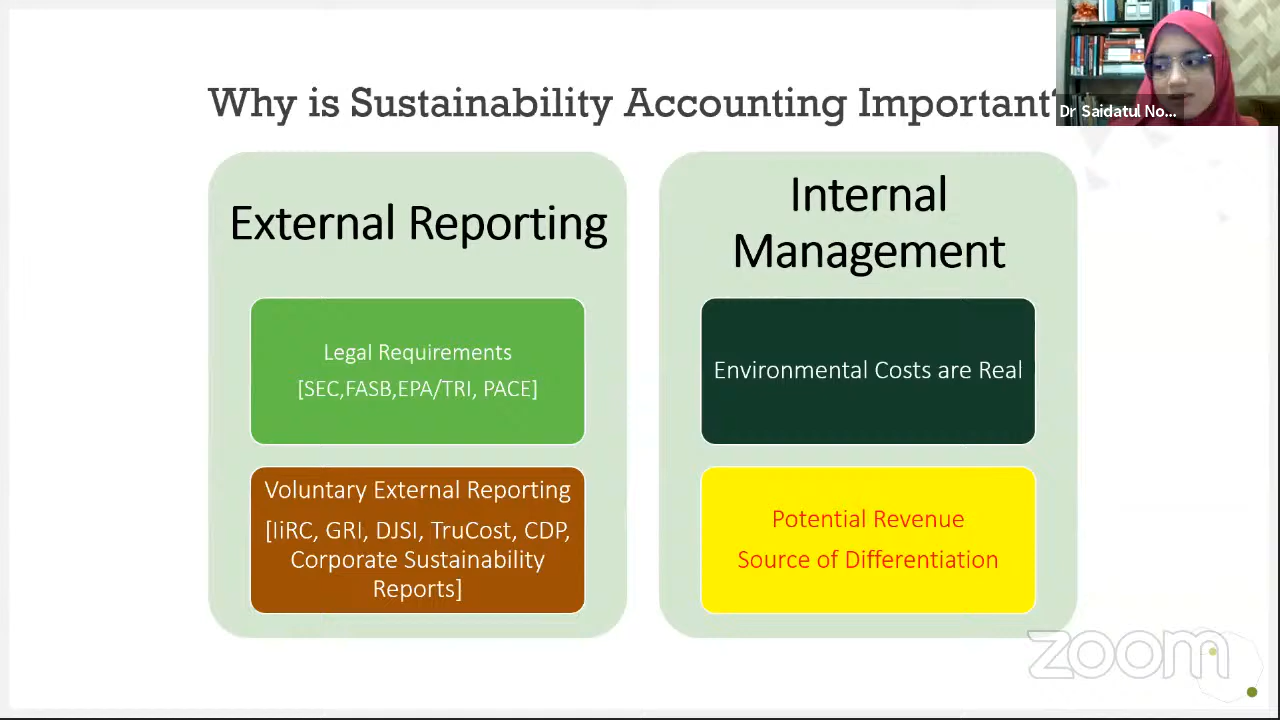 Why is Sustainability Accounting Important?
Dr Saidatul No...
External Reporting
Legal Requirements
[SEC,FASB,EPA/TRI, PACE]
Voluntary External Reporting
[IiRC, GRI, DJSI, TruCost, CDP,
Corporate Sustainability
Reports]
Internal
Management
Environmental Costs are Real
Potential Revenue
Source of Differentiation
zoom